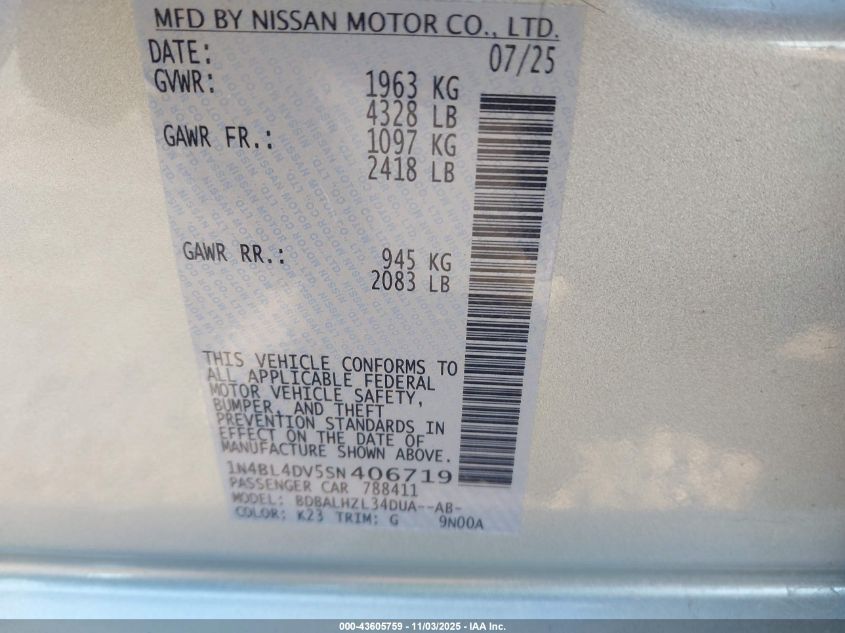 MFD BY NISSAN MOTOR CO., LTD.
DATE: 07/25
GVWR: 1963 KG
4328 LB
GAWR FR.: 1097 KG
2418 LB
GAWR RR.: 945 KG
2083 LB
THIS VEHICLE CONFORMS TO
ALL APPLICABLE FEDERAL
MOTOR VEHICLE SAFETY,
BUMPER, AND THEFT
PREVENTION STANDARDS IN
EFFECT ON THE DATE OF
MANUFACTURE SHOWN ABOVE.
1N4BL4DV5SN406719
PASSENGER CAR 788411
MODEL: BDBALHZL34DUA--AB-
COLOR: K23 TRIM: G 9N00A
000-43605759 - 11/03/2025 - IAA Inc.